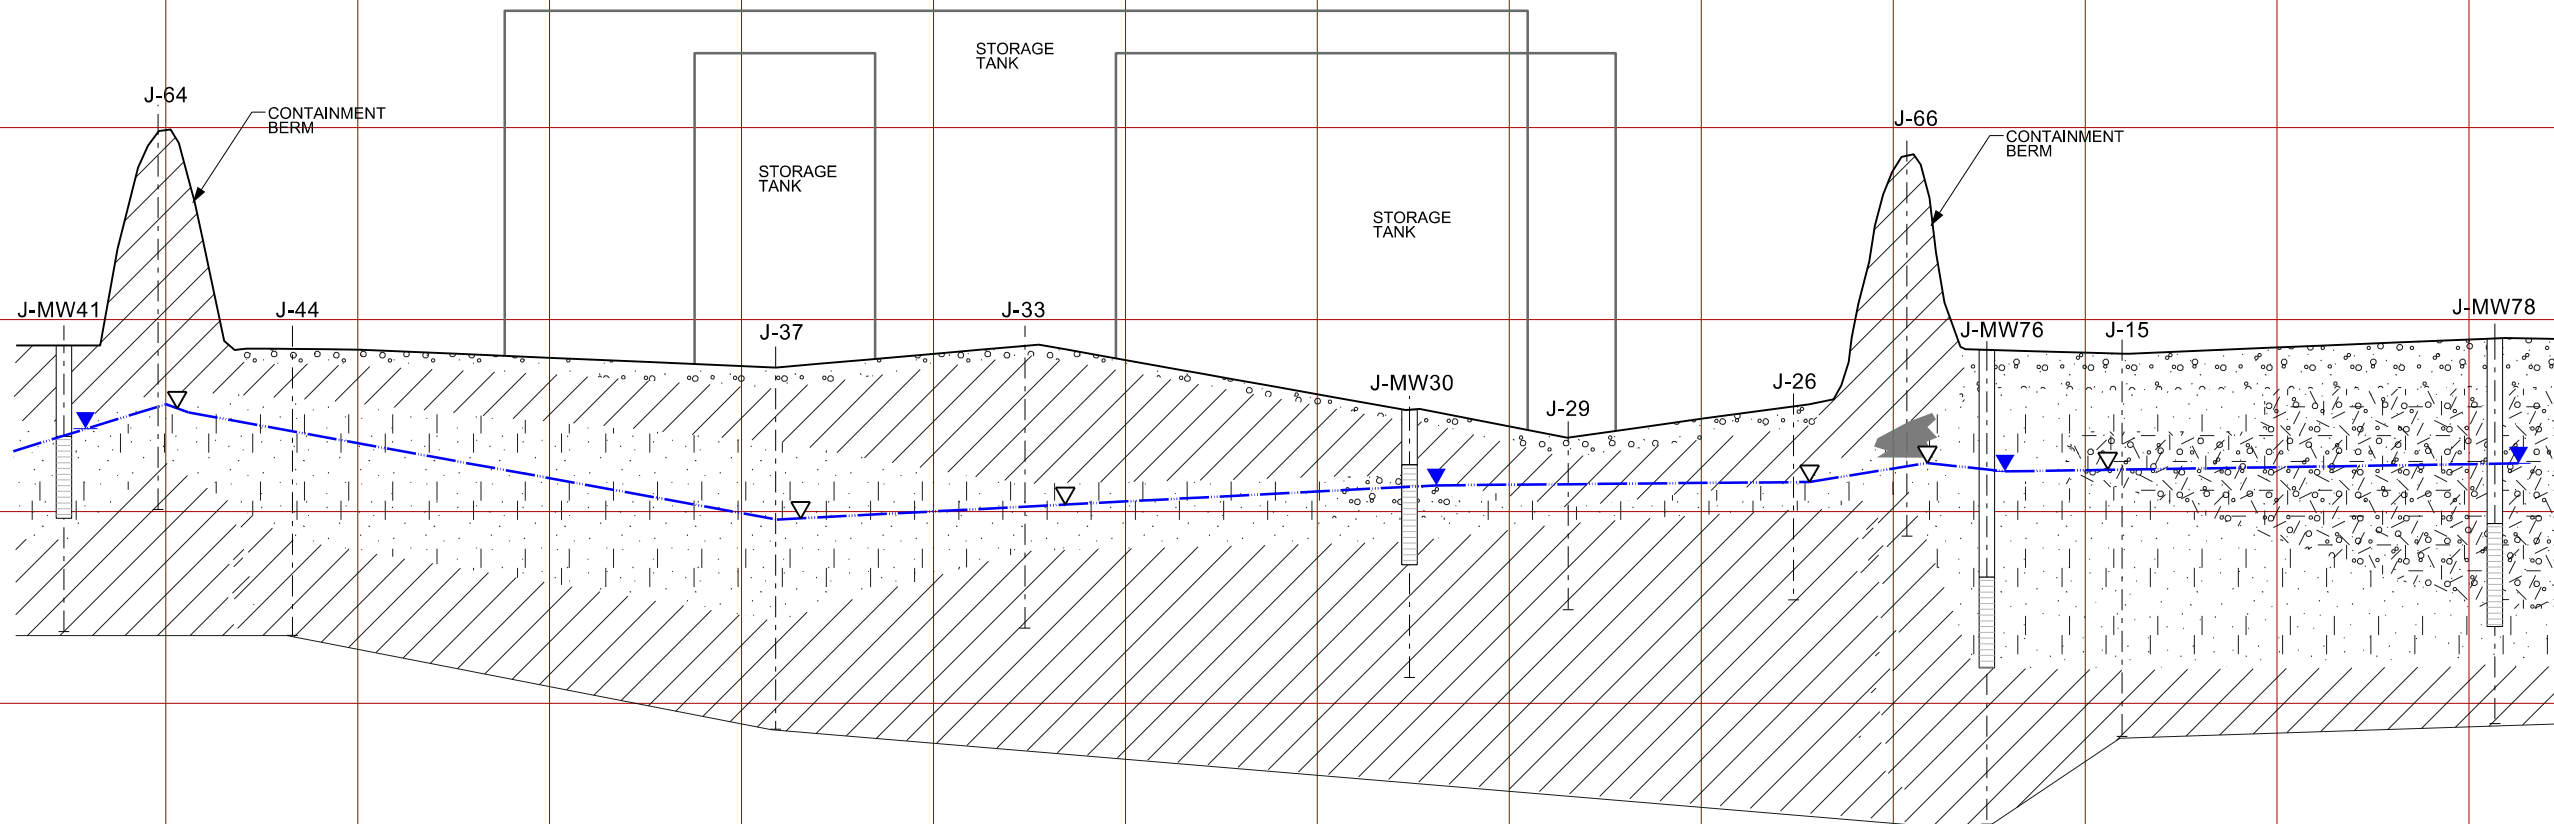 STORAGE
TANK
J-64
CONTAINMENT
BERM
J-66
CONTAINMENT
BERM
STORAGE
TANK
STORAGE
TANK
J-MW41
J-44
J-37
J-33
J-MW30
J-29
J-26
J-MW76
J-15
J-MW78